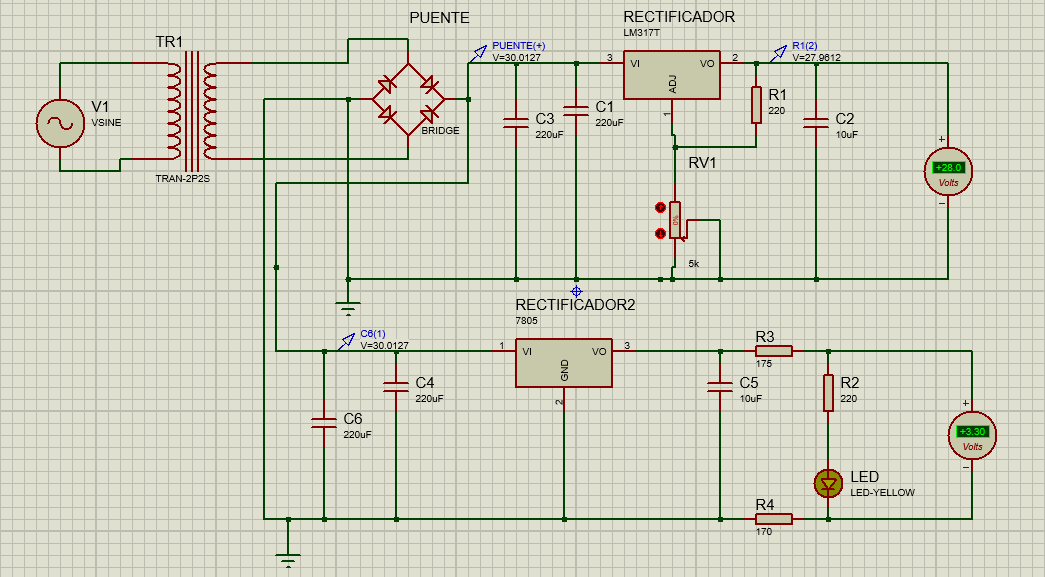 PUENTE
TR1
TRAN-2P2S
V1
VSINE
BRIDGE
PUENTE(+)
V=30.0127
C3
220uF
C1
220uF
RECTIFICADOR
LM317T
3
VI
VO
2
ADJ
1
R1(2)
V=27.9612
R1
220
C2
10uF
+
+28.0
Volts
−
RV1
0%
5k
RECTIFICADOR2
7805
1
VI
VO
3
GND
2
C6(1)
V=30.0127
C4
220uF
C6
220uF
C5
10uF
R3
175
R2
220
+
+3.30
Volts
−
LED
LED-YELLOW
R4
170